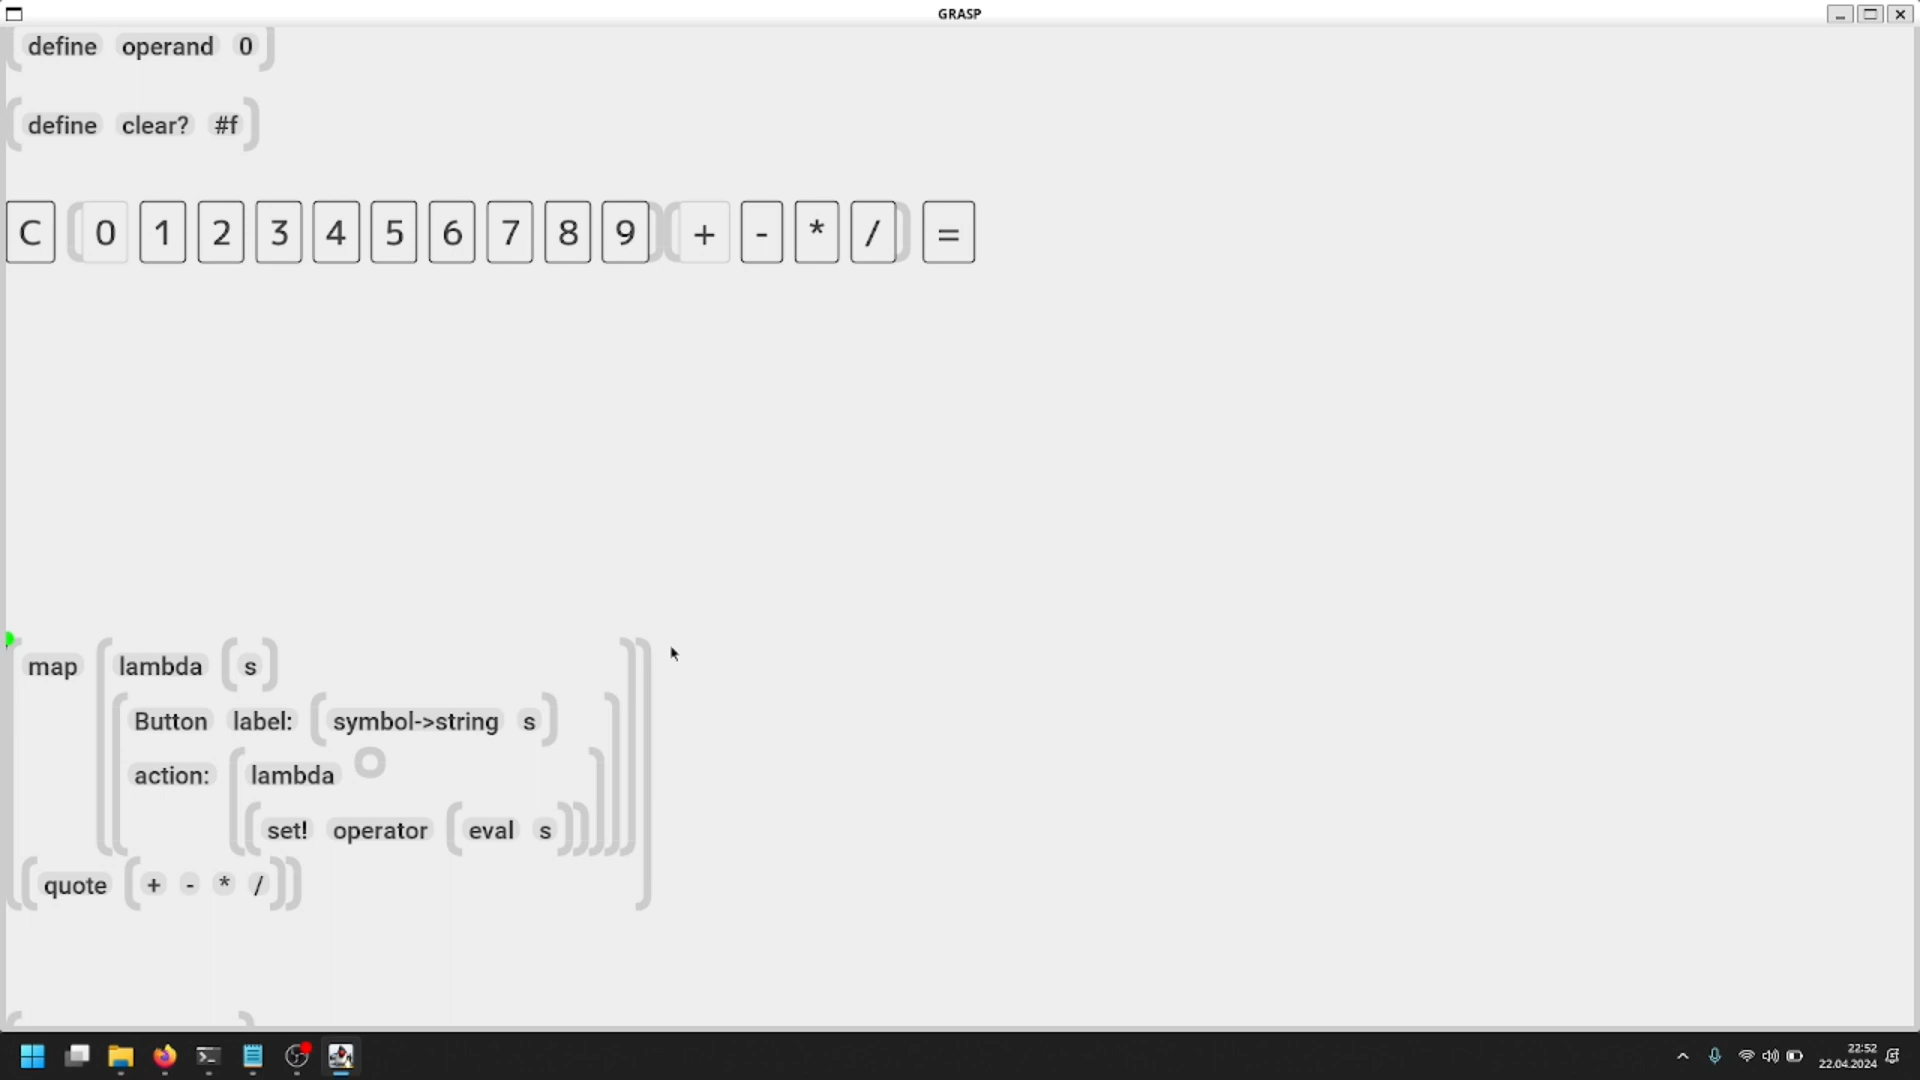 GRASP
define operand 0
define clear? #f
C 0 1 2 3 4 5 6 7 8 9 + - * / =
map lambda s
Button label: symbol->string s
action: lambda
set! operator eval s
quote + - * /
22:52
22.04.2024